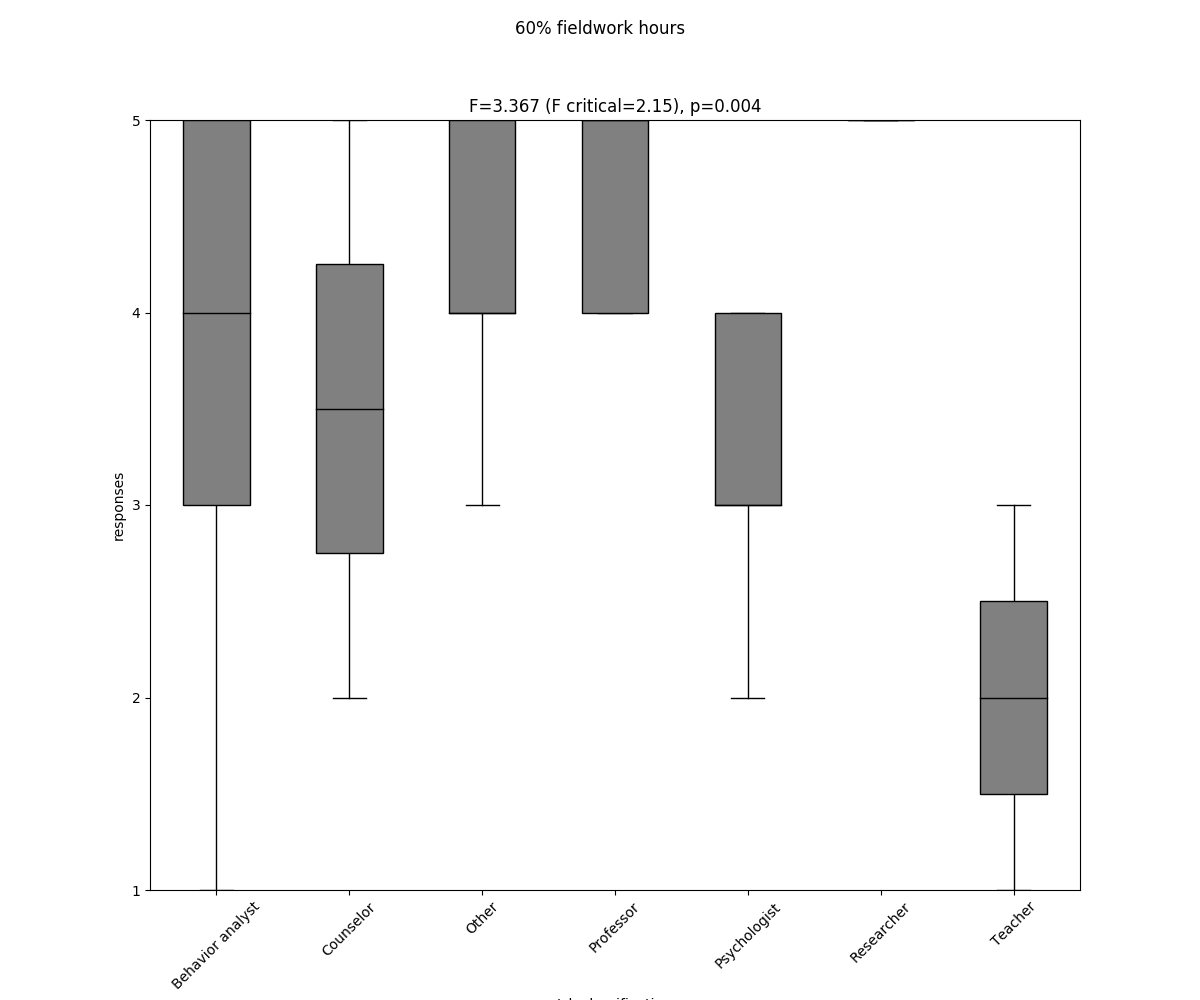 60% fieldwork hours
F=3.367 (F critical=2.15), p=0.004
5
4
3
2
1
responses
Behavior analyst
Counselor
Other
Professor
Psychologist
Researcher
Teacher